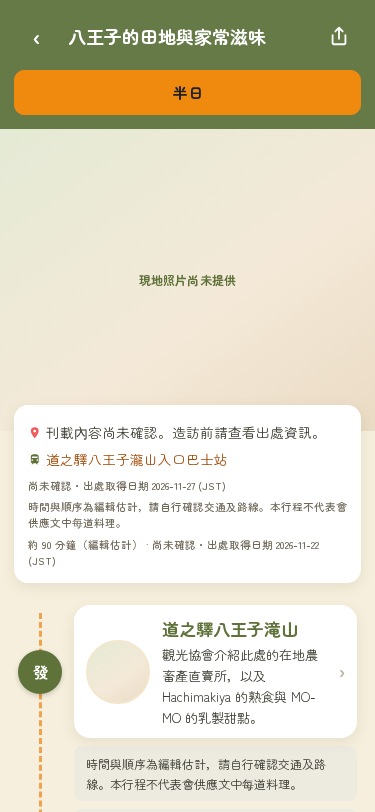 八王子的田地與家常滋味
半日
現地照片尚未提供
刊載內容尚未確認。造訪前請查看出處資訊。
道之驛八王子瀧山入口巴士站
尚未確認・出處取得日期 2026-11-27 (JST)
時間與順序為編輯估計，請自行確認交通及路線。本行程不代表會
供應文中每道料理。
約 90 分鐘（編輯估計） · 尚未確認・出處取得日期 2026-11-22
(JST)
道之驛八王子滝山
觀光協會介紹此處的在地農
畜產直賣所，以及
Hachimakiya 的熟食與 MO-
MO 的乳製甜點。
發
時間與順序為編輯估計，請自行確認交通及路
線。本行程不代表會供應文中每道料理。